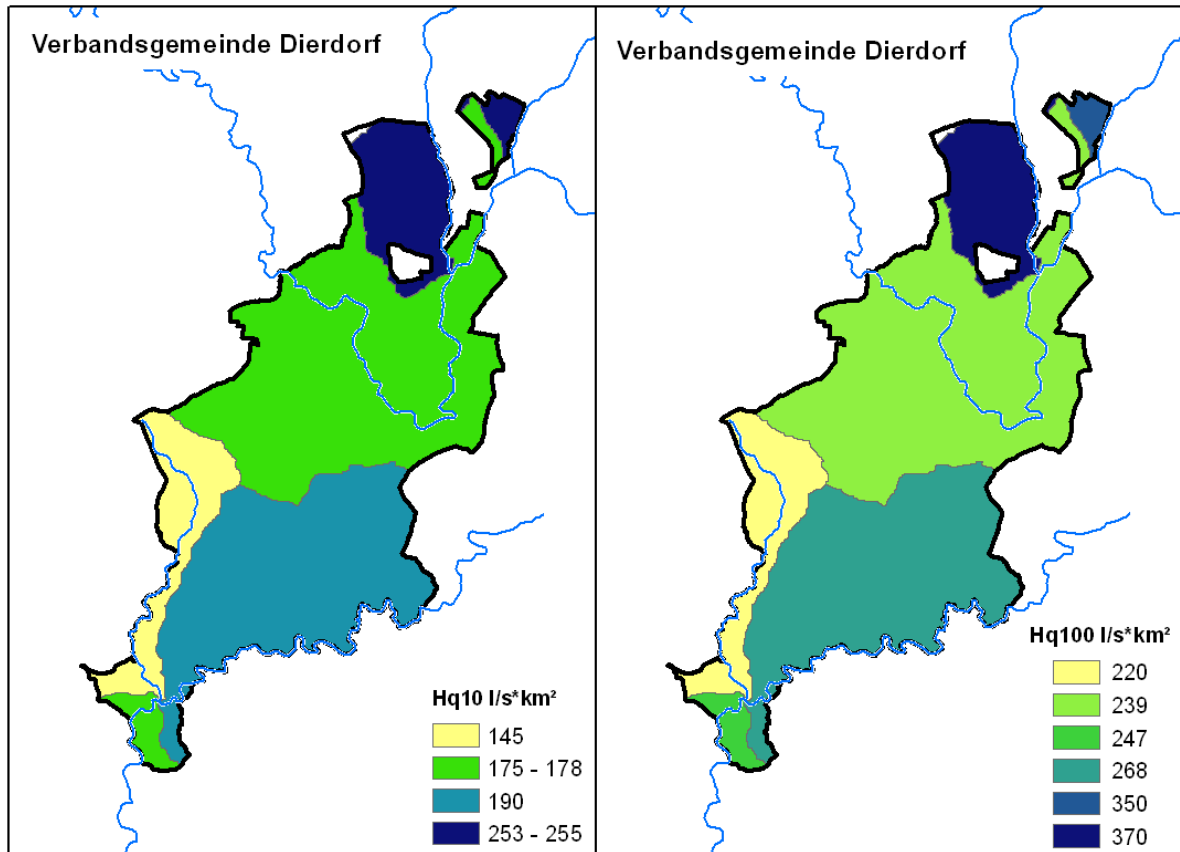 Verbandsgemeinde Dierdorf
Hq10 l/s*km²
145
175 - 178
190
253 - 255
Verbandsgemeinde Dierdorf
Hq100 l/s*km²
220
239
247
268
350
370